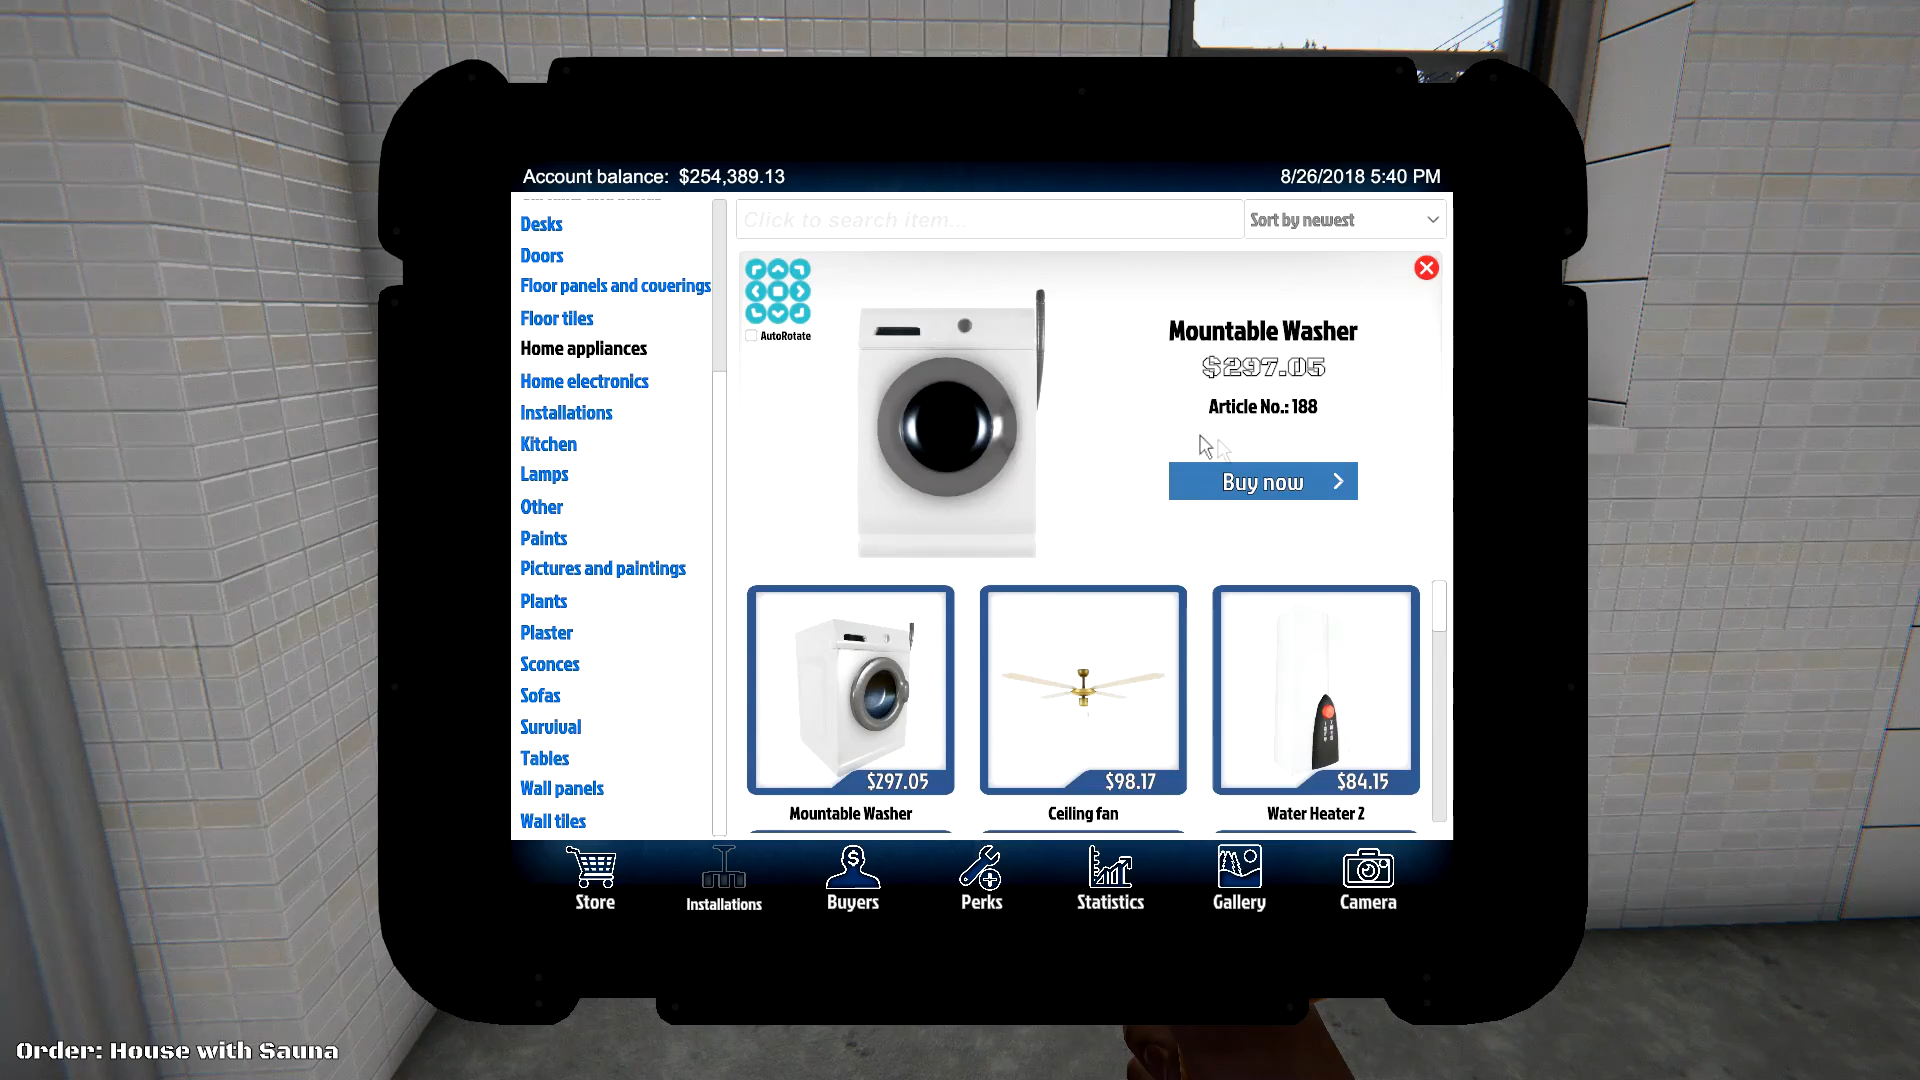 Account balance: $254,389.13
8/26/2018 5:40 PM
Click to search item...
Sort by newest
Desks
Doors
Floor panels and coverings
Floor tiles
Home appliances
Home electronics
Installations
Kitchen
Lamps
Other
Paints
Pictures and paintings
Plants
Plaster
Sconces
Sofas
Survival
Tables
Wall panels
Wall tiles
AutoRotate
Mountable Washer
$297.05
Article No.: 188
Buy now
$297.05
$98.17
$84.15
Mountable Washer
Ceiling fan
Water Heater 2
Store
Installations
Buyers
Perks
Statistics
Gallery
Camera
Order: House with Sauna